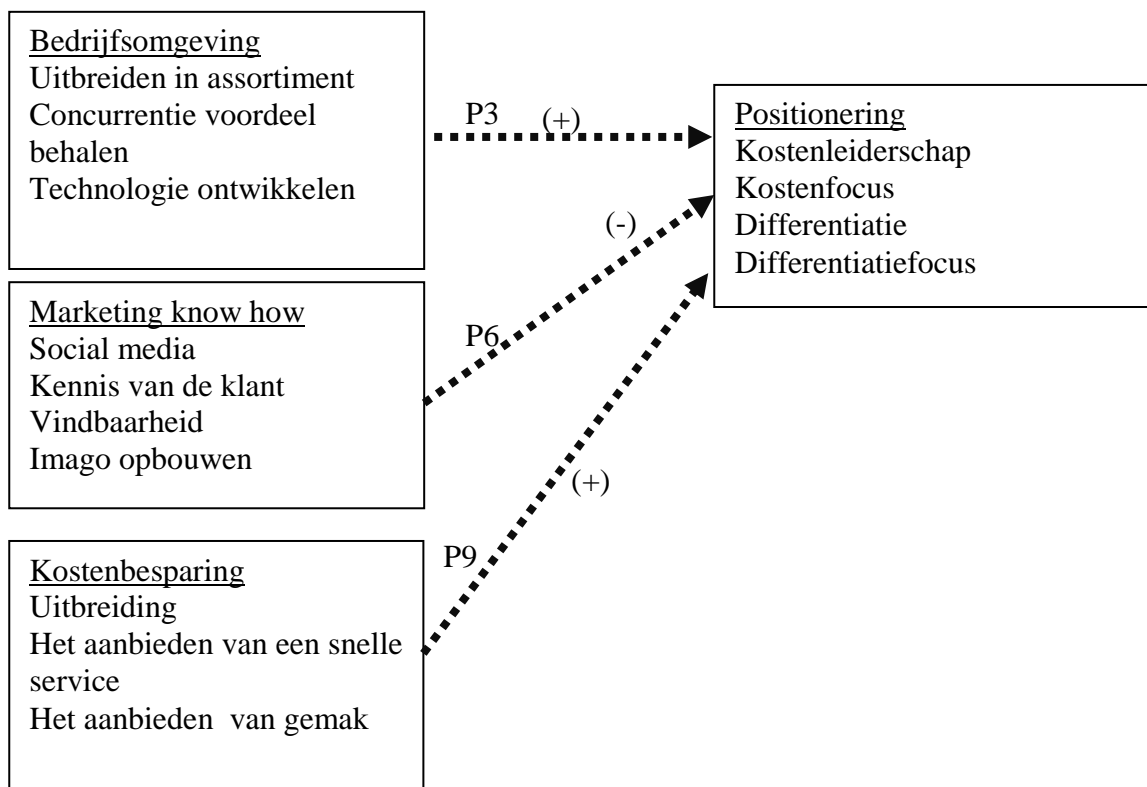 Bedrijfsomgeving
Uitbreiden in assortiment
Concurrentie voordeel
behalen
Technologie ontwikkelen
P3 (+)
Positionering
Kostenleiderschap
Kostenfocus
Differentiatie
Differentiatiefocus
(-)
P6
Marketing know how
Social media
Kennis van de klant
Vindbaarheid
Imago opbouwen
(+)
P9
Kostenbesparing
Uitbreiding
Het aanbieden van een snelle
service
Het aanbieden  van gemak